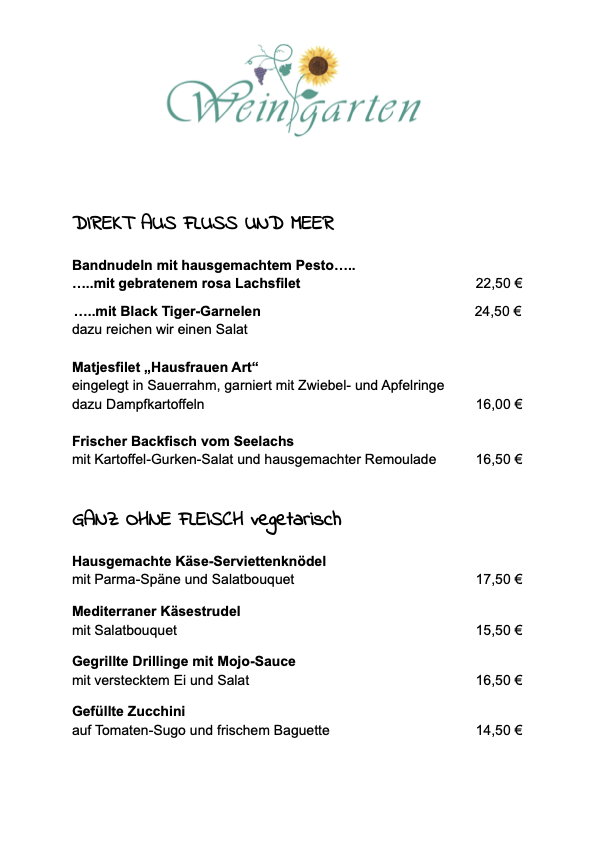 Weingarten
DIREKT AUS FLUSS UND MEER
Bandnudeln mit hausgemachtem Pesto…..
…..mit gebratenem rosa Lachsfilet 22,50 €
…..mit Black Tiger-Garnelen 24,50 €
dazu reichen wir einen Salat
Matjesfilet „Hausfrauen Art“
eingelegt in Sauerrahm, garniert mit Zwiebel- und Apfelringe
dazu Dampfkartoffeln 16,00 €
Frischer Backfisch vom Seelachs
mit Kartoffel-Gurken-Salat und hausgemachter Remoulade 16,50 €
GANZ OHNE FLEISCH vegetarisch
Hausgemachte Käse-Serviettenknödel
mit Parma-Späne und Salatbouquet 17,50 €
Mediterraner Käsestrudel
mit Salatbouquet 15,50 €
Gegrillte Drillinge mit Mojo-Sauce
mit verstecktem Ei und Salat 16,50 €
Gefüllte Zucchini
auf Tomaten-Sugo und frischem Baguette 14,50 €